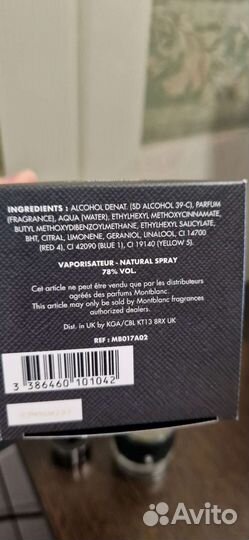 INGREDIENTS : ALCOHOL DENAT. (SD ALCOHOL 39-C), PARFUM
(FRAGRANCE), AQUA (WATER), ETHYLHEXYL METHOXYCINNAMATE,
BUTYL METHOXYDIBENZOYLMETHANE, ETHYLHEXYL SALICYLATE,
BHT, CITRAL, LIMONENE, GERANIOL, LINALOOL, CI 14700
(RED 4), CI 42090 (BLUE 1), CI 19140 (YELLOW 5).
VAPORISATEUR - NATURAL SPRAY
78% VOL.
Cet article ne peut être vendu que par les distributeurs
agréés des parfums Montblanc.
This article may only be sold by Montblanc fragrances
authorized dealers.
Dist. in UK by KGA/CBL KT13 8RX UK
REF : MB017A02
3 386460 101042
Avito